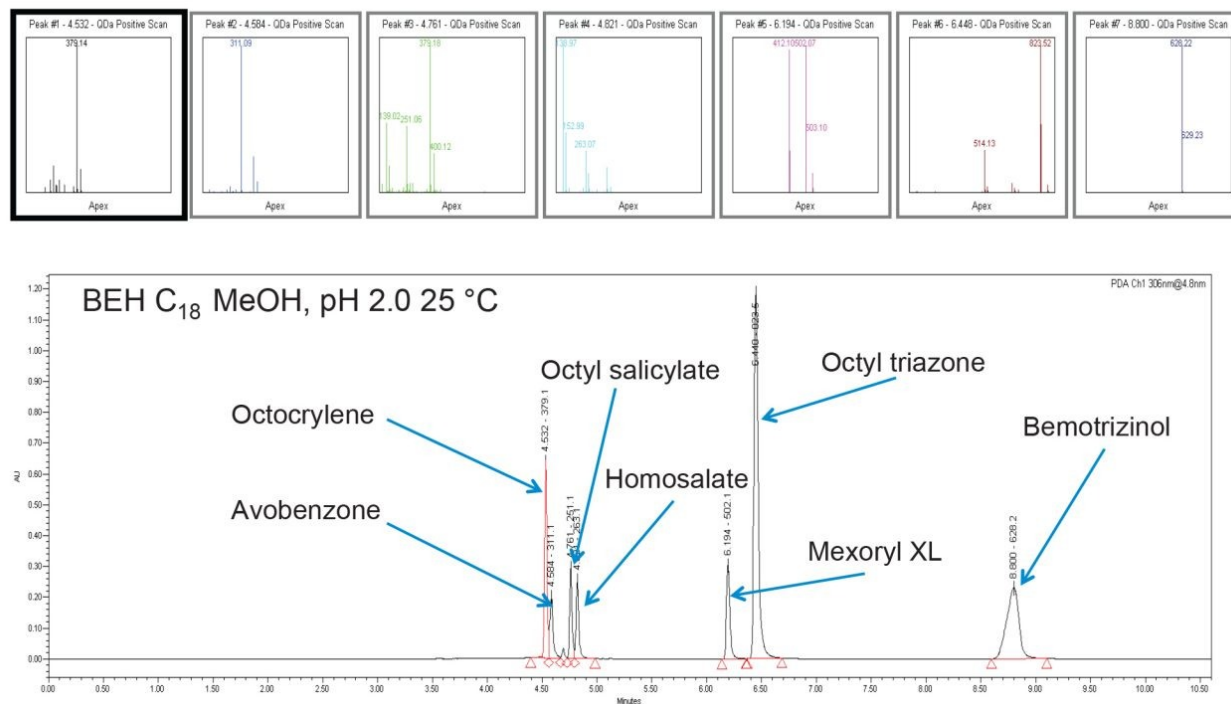 Peak #1 - 4.532 - QDa Positive Scan
379.14
Apex
Peak #2 - 4.584 - QDa Positive Scan
311.09
Apex
Peak #3 - 4.761 - QDa Positive Scan
379.18
139.02
251.06
400.12
Apex
Peak #4 - 4.821 - QDa Positive Scan
138.97
152.99
263.07
Apex
Peak #5 - 6.194 - QDa Positive Scan
412.10
502.07
503.10
Apex
Peak #6 - 6.448 - QDa Positive Scan
823.52
514.13
Apex
Peak #7 - 8.800 - QDa Positive Scan
628.22
629.23
Apex
BEH C18 MeOH, pH 2.0 25 °C
PDA Ch1 306nm@4.8nm
Octyl salicylate
Octyl triazone
Octocrylene
Bemotrizinol
Homosalate
Avobenzone
Mexoryl XL
4.532 - 379.1
4.584 - 311.1
4.761 - 251.1
263.1
6.194 - 502.1
8.800 - 628.2
AU
1.20
1.10
1.00
0.90
0.80
0.70
0.60
0.50
0.40
0.30
0.20
0.10
0.00
0.00 0.50 1.00 1.50 2.00 2.50 3.00 3.50 4.00 4.50 5.00 5.50 6.00 6.50 7.00 7.50 8.00 8.50 9.00 9.50 10.00 10.50
Minutes